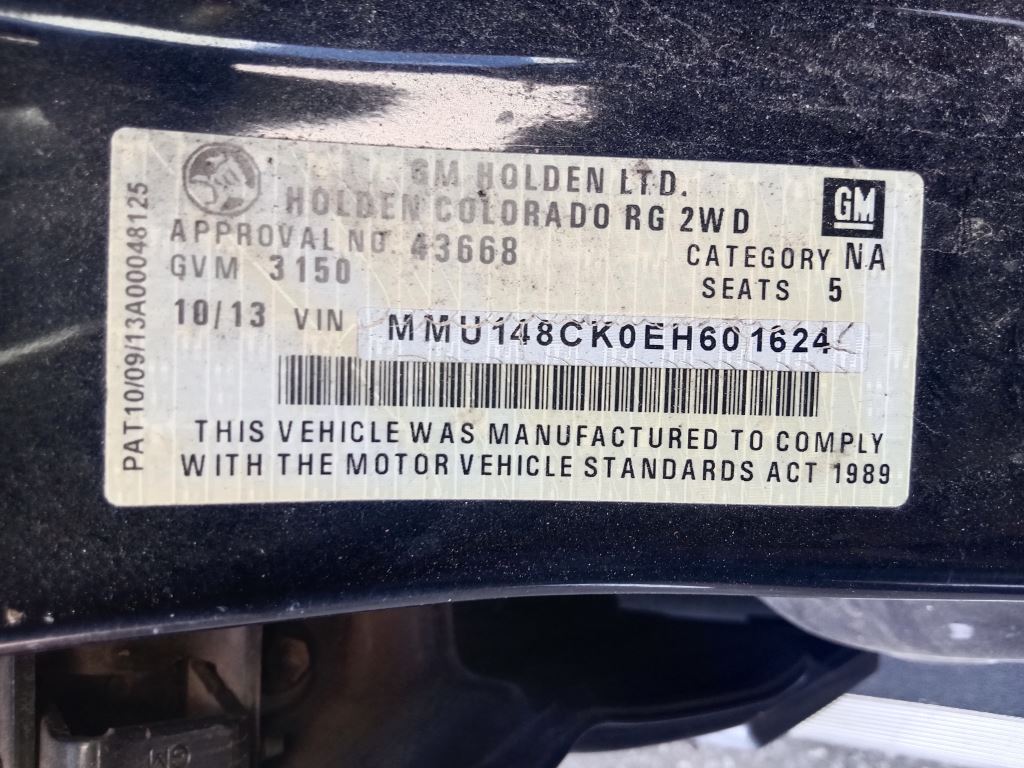 GM HOLDEN LTD.
HOLDEN COLORADO RG 2WD
GM
APPROVAL NO. 43668
CATEGORY NA
GVM 3150
SEATS 5
10/13 VIN MMU148CK0EH601624
THIS VEHICLE WAS MANUFACTURED TO COMPLY
WITH THE MOTOR VEHICLE STANDARDS ACT 1989
PAT10/09/13A00048125
GM